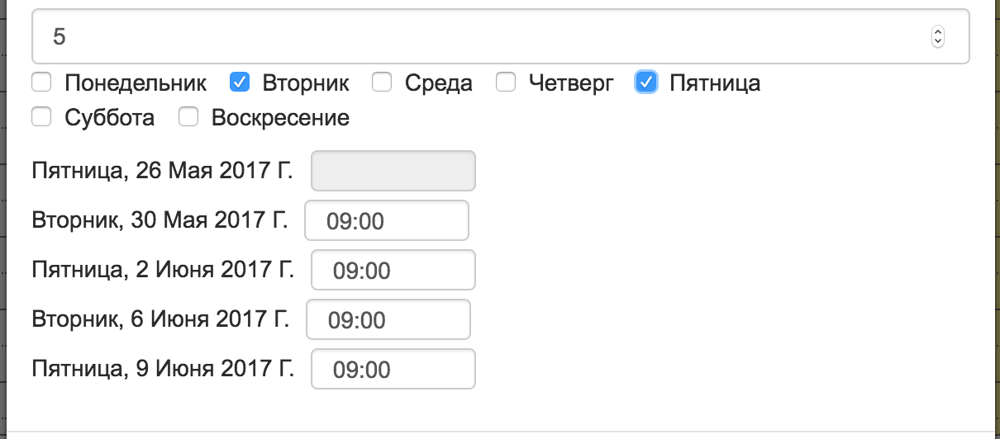 5
Понедельник Вторник Среда Четверг Пятница
Суббота Воскресение
Пятница, 26 Мая 2017 Г.
Вторник, 30 Мая 2017 Г. 09:00
Пятница, 2 Июня 2017 Г. 09:00
Вторник, 6 Июня 2017 Г. 09:00
Пятница, 9 Июня 2017 Г. 09:00